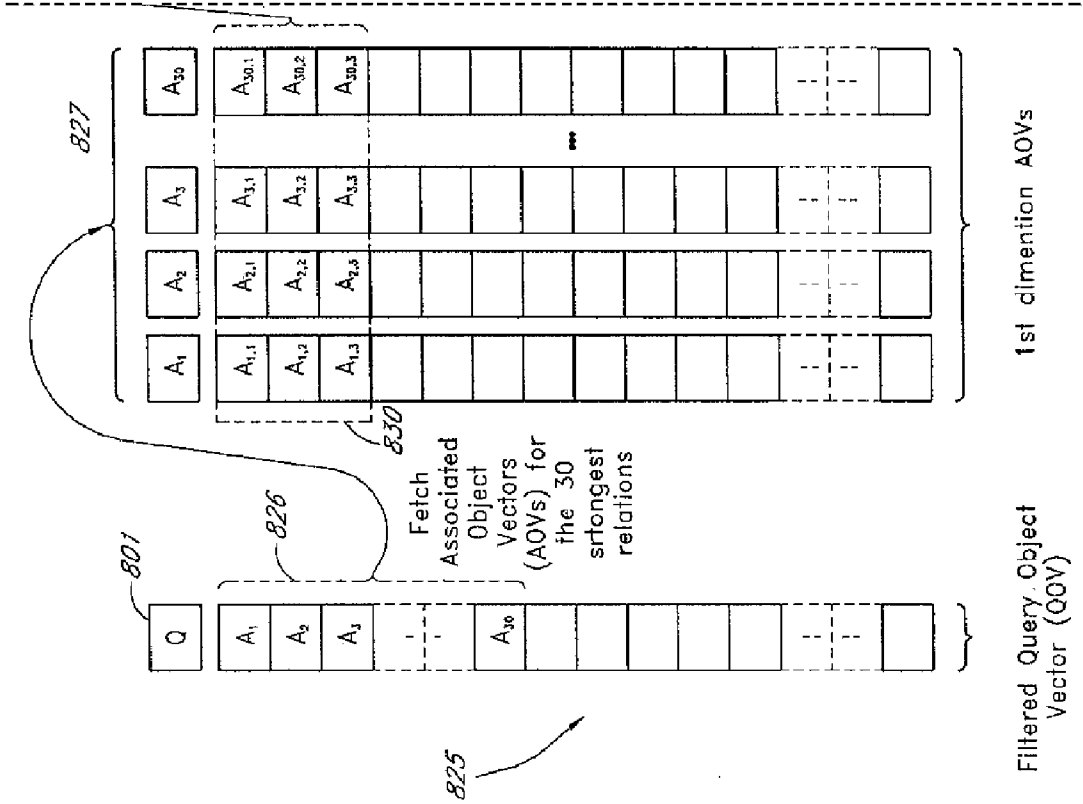 827
A₁ A₂ A₃ A₃₀
A₁,₁ A₂,₁ A₃,₁ A₃₀,₁
A₁,₂ A₂,₂ A₃,₂ A₃₀,₂
A₁,₃ A₂,₃ A₃,₃ A₃₀,₃
•••
830
1st dimention AOVs
801
Q
826
A₁
A₂
A₃
A₃₀
Fetch
Associated
Object
Vectors
(AOVs) for
the 30
srtongest
relations
825
Filtered Query Object
Vector (QOV)